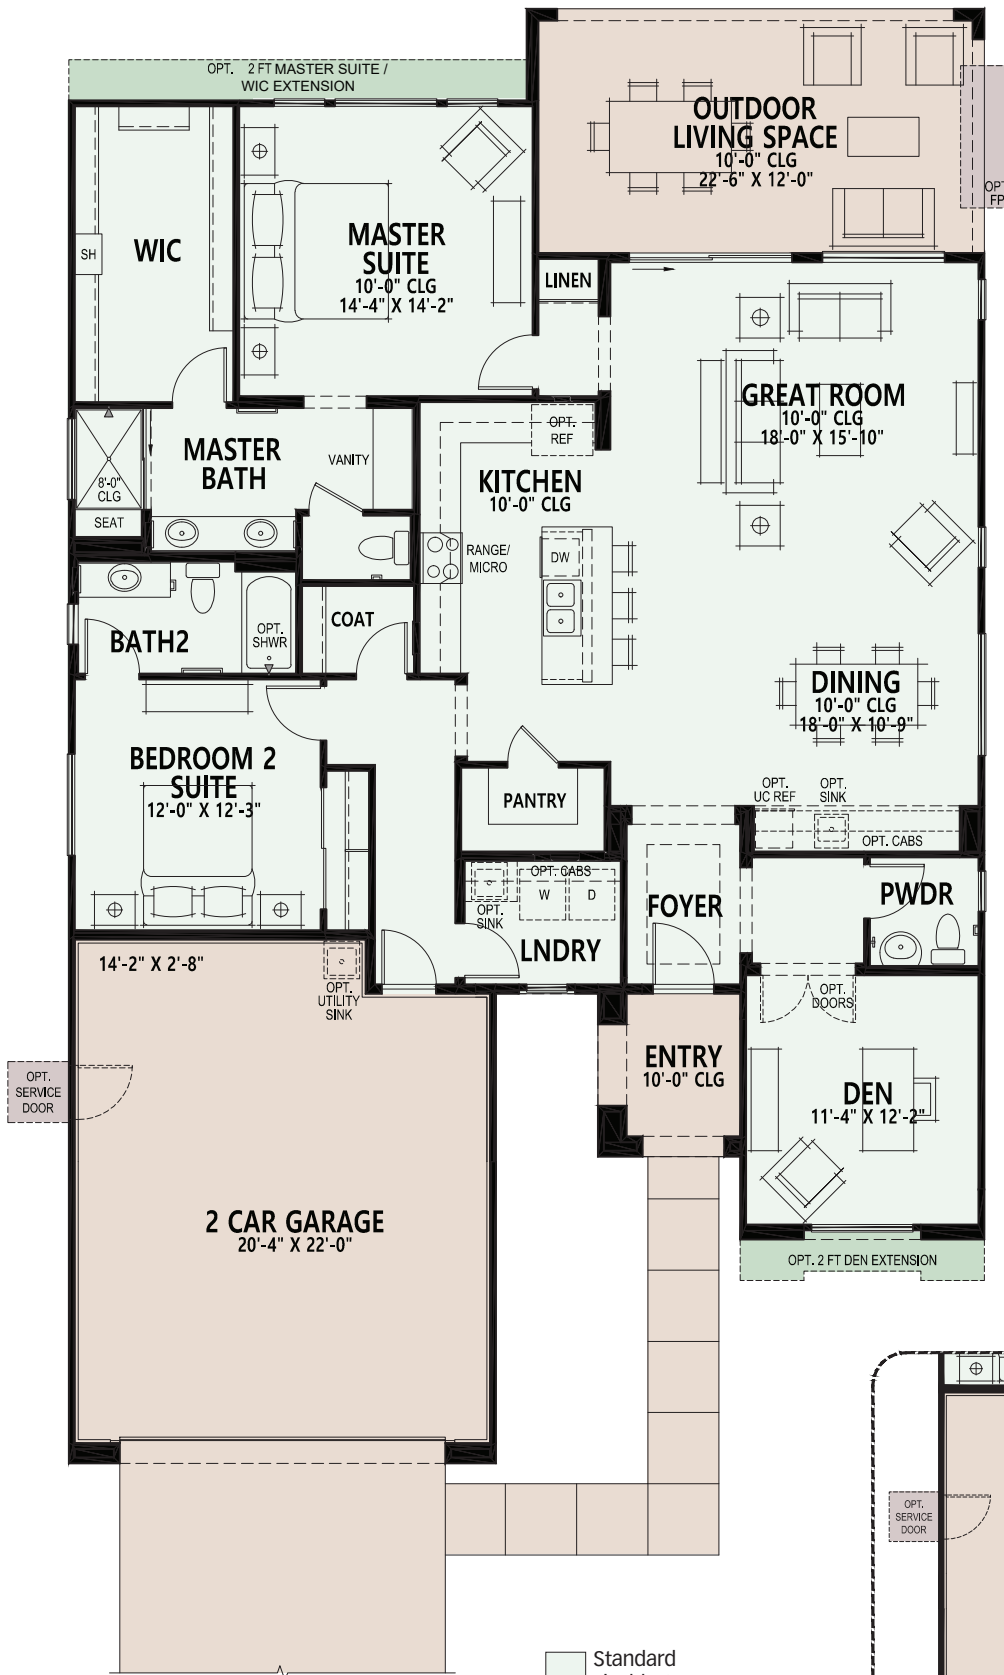 OPT. 2 FT MASTER SUITE /
WIC EXTENSION
OUTDOOR
LIVING SPACE
10'-0" CLG
22'-6" X 12'-0"
OPT
FP
SH
WIC
MASTER
SUITE
10'-0" CLG
14'-4" X 14'-2"
LINEN
GREAT ROOM
10'-0" CLG
18'-0" X 15'-10"
MASTER
BATH
8'-0"
CLG
SEAT
VANITY
OPT.
REF
KITCHEN
10'-0" CLG
RANGE/
MICRO
DW
BATH2
OPT.
SHWR
COAT
DINING
10'-0" CLG
18'-0" X 10'-9"
BEDROOM 2
SUITE
12'-0" X 12'-3"
PANTRY
OPT.
UC REF
OPT.
SINK
OPT. CABS
OPT. CABS
W
D
OPT.
SINK
LNDRY
FOYER
PWDR
14'-2" X 2'-8"
OPT.
UTILITY
SINK
OPT.
DOORS
ENTRY
10'-0" CLG
DEN
11'-4" X 12'-2"
OPT.
SERVICE
DOOR
2 CAR GARAGE
20'-4" X 22'-0"
OPT. 2 FT DEN EXTENSION
OPT.
SERVICE
DOOR
Standard